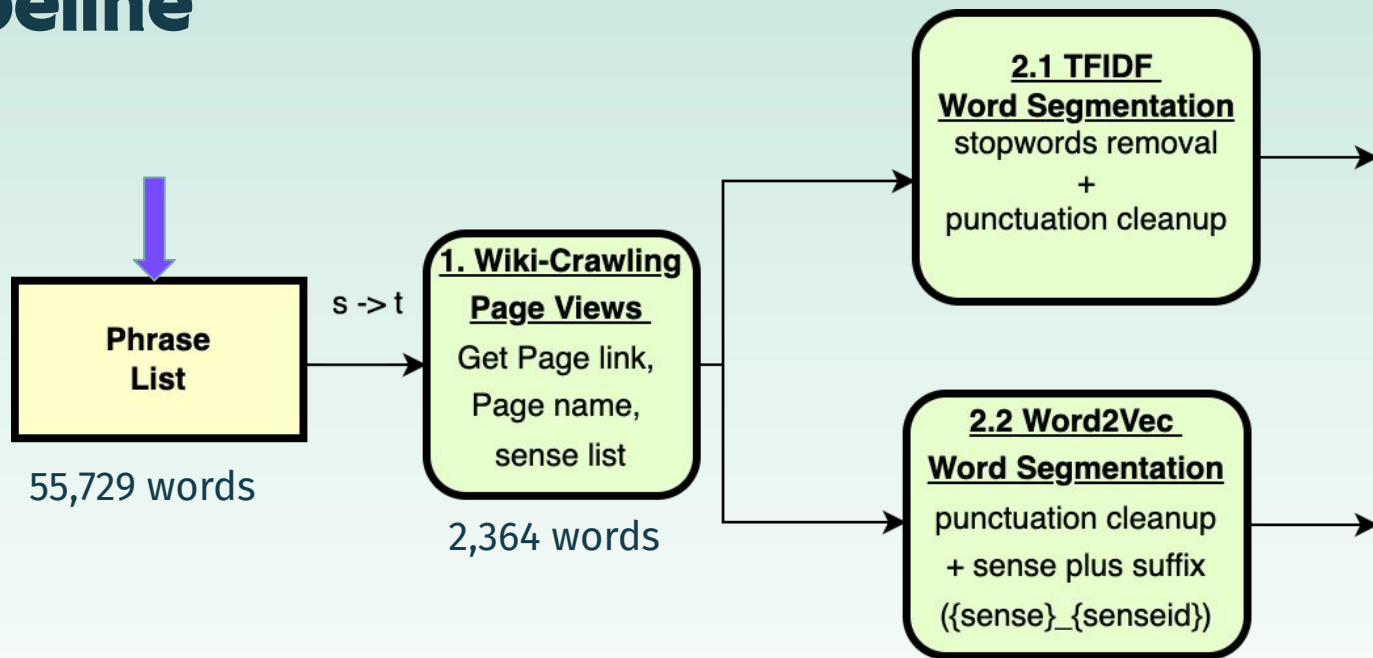 peline
Phrase
List
55,729 words
s -> t
1. Wiki-Crawling
Page Views
Get Page link,
Page name,
sense list
2,364 words
2.1 TFIDF
Word Segmentation
stopwords removal
+
punctuation cleanup
2.2 Word2Vec
Word Segmentation
punctuation cleanup
+ sense plus suffix
({sense}_{senseid})